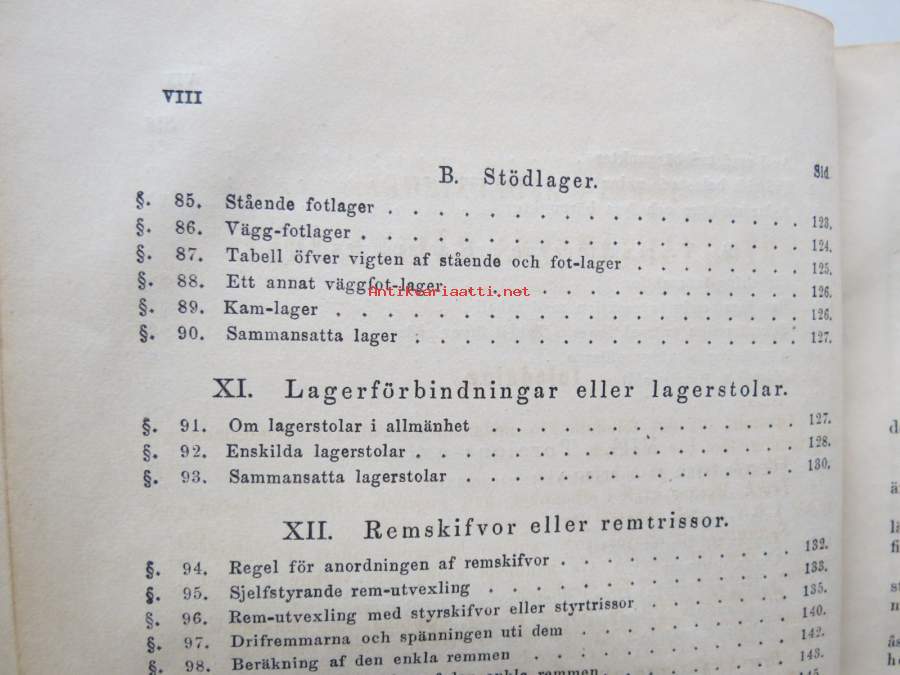 VIII
B. Stödlager. Sid.
§. 85. Stående fotlager . . . . . . . . . . . . . . . . . 123.
§. 86. Vägg-fotlager . . . . . . . . . . . . . . . . . . 124.
§. 87. Tabell öfver vigten af stående och fot-lager . . . . . . . 125.
§. 88. Ett annat väggfot-lager . . . . . . . . . . . . . . 126.
Antikvariaatti.net
§. 89. Kam-lager . . . . . . . . . . . . . . . . . . . 126.
§. 90. Sammansatta lager . . . . . . . . . . . . . . . . 127.
XI. Lagerförbindningar eller lagerstolar.
§. 91. Om lagerstolar i allmänhet . . . . . . . . . . . . . 127.
§. 92. Enskilda lagerstolar . . . . . . . . . . . . . . . . 128.
§. 93. Sammansatta lagerstolar . . . . . . . . . . . . . . 130.
XII. Remskifvor eller remtrissor.
§. 94. Regel för anordningen af remskifvor . . . . . . . . . . 132.
§. 95. Sjelfstyrande rem-utvexling . . . . . . . . . . . . . 133.
§. 96. Rem-utvexling med styrskifvor eller styrtrissor . . . . . . 135.
§. 97. Drifremmarna och spänningen uti dem . . . . . . . . . 140.
§. 98. Beräkning af den enkla remmen . . . . . . . . . . . 142.
143.